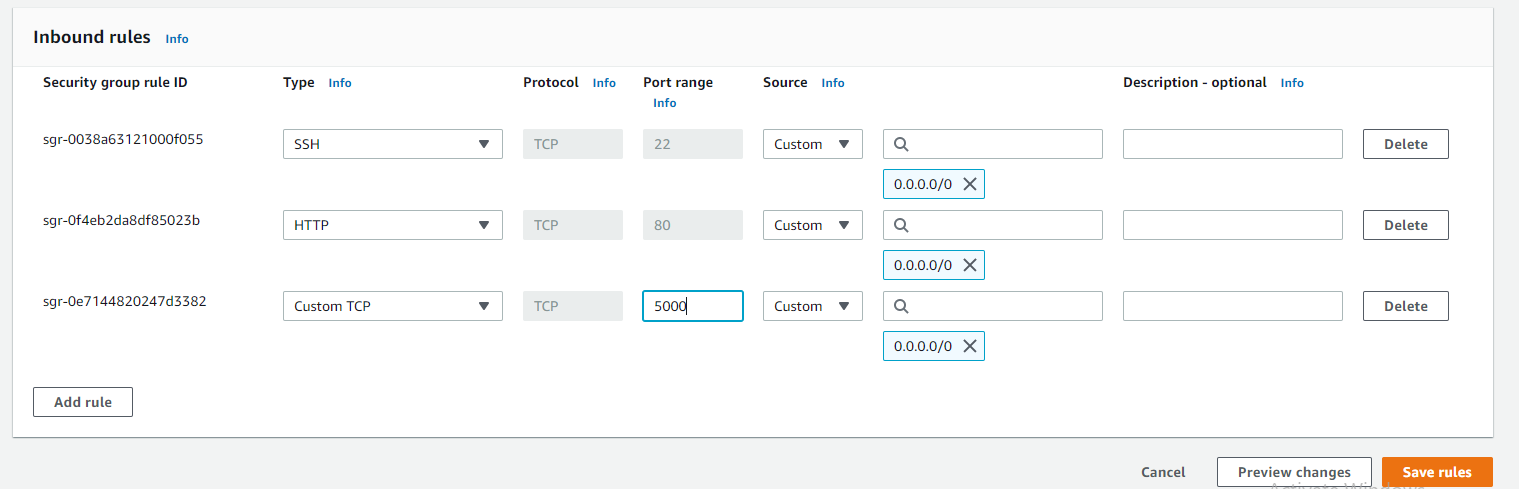 Inbound rules Info
Security group rule ID Type Info Protocol Info Port range Info Source Info Description - optional Info
sgr-0038a63121000f055 SSH TCP 22 Custom Delete
0.0.0.0/0
sgr-0f4eb2da8df85023b HTTP TCP 80 Custom Delete
0.0.0.0/0
sgr-0e7144820247d3382 Custom TCP TCP 5000 Custom Delete
0.0.0.0/0
Add rule
Cancel Preview changes Save rules
Activate Windows